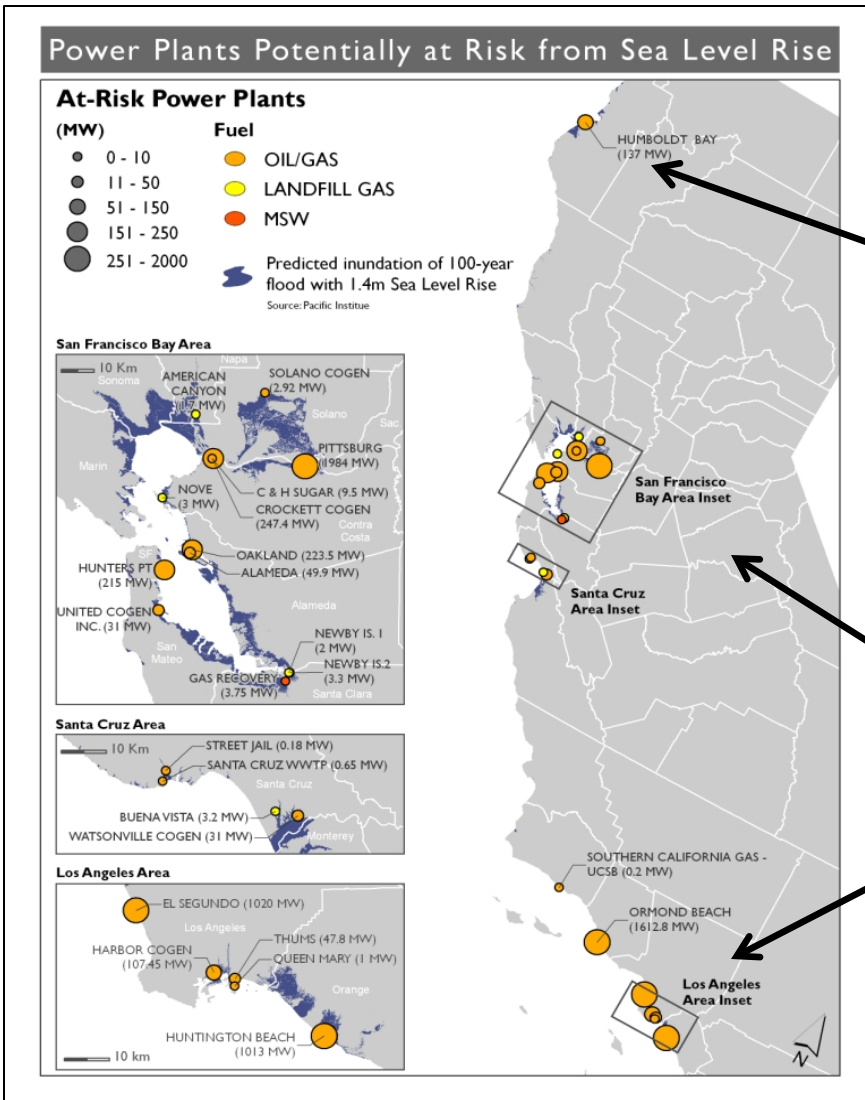 Power Plants Potentially at Risk from Sea Level Rise
At-Risk Power Plants
(MW)
0 - 10
11 - 50
51 - 150
151 - 250
251 - 2000
Fuel
OIL/GAS
LANDFILL GAS
MSW
Predicted inundation of 100-year
flood with 1.4m Sea Level Rise
Source: Pacific Institue
San Francisco Bay Area
10 Km
Sonoma
Napa
AMERICAN
CANYON
(1.7 MW)
SOLANO COGEN
(2.92 MW)
Solano
Sac.
PITTSBURG
(1984 MW)
Marin
NOVE
(3 MW)
C & H SUGAR (9.5 MW)
CROCKETT COGEN
(247.4 MW)
Contra
Costa
SF
OAKLAND (223.5 MW)
ALAMEDA (49.9 MW)
HUNTERS PT
(215 MW)
UNITED COGEN
INC. (31 MW)
Alameda
San
Mateo
NEWBY IS. 1
(2 MW)
NEWBY IS.2
(3.3 MW)
GAS RECOVERY
(3.75 MW)
Santa Clara
Santa Cruz Area
10 Km
STREET JAIL (0.18 MW)
SANTA CRUZ WWTP (0.65 MW)
Santa Cruz
BUENA VISTA (3.2 MW)
WATSONVILLE COGEN (31 MW)
Monterey
Los Angeles Area
EL SEGUNDO (1020 MW)
Los Angeles
HARBOR COGEN
(107.45 MW)
THUMS (47.8 MW)
QUEEN MARY (1 MW)
Orange
HUNTINGTON BEACH
(1013 MW)
10 km
HUMBOLDT BAY
(137 MW)
San Francisco
Bay Area Inset
Santa Cruz
Area Inset
SOUTHERN CALIFORNIA GAS -
UCSB (0.2 MW)
ORMOND BEACH
(1612.8 MW)
Los Angeles
Area Inset
N